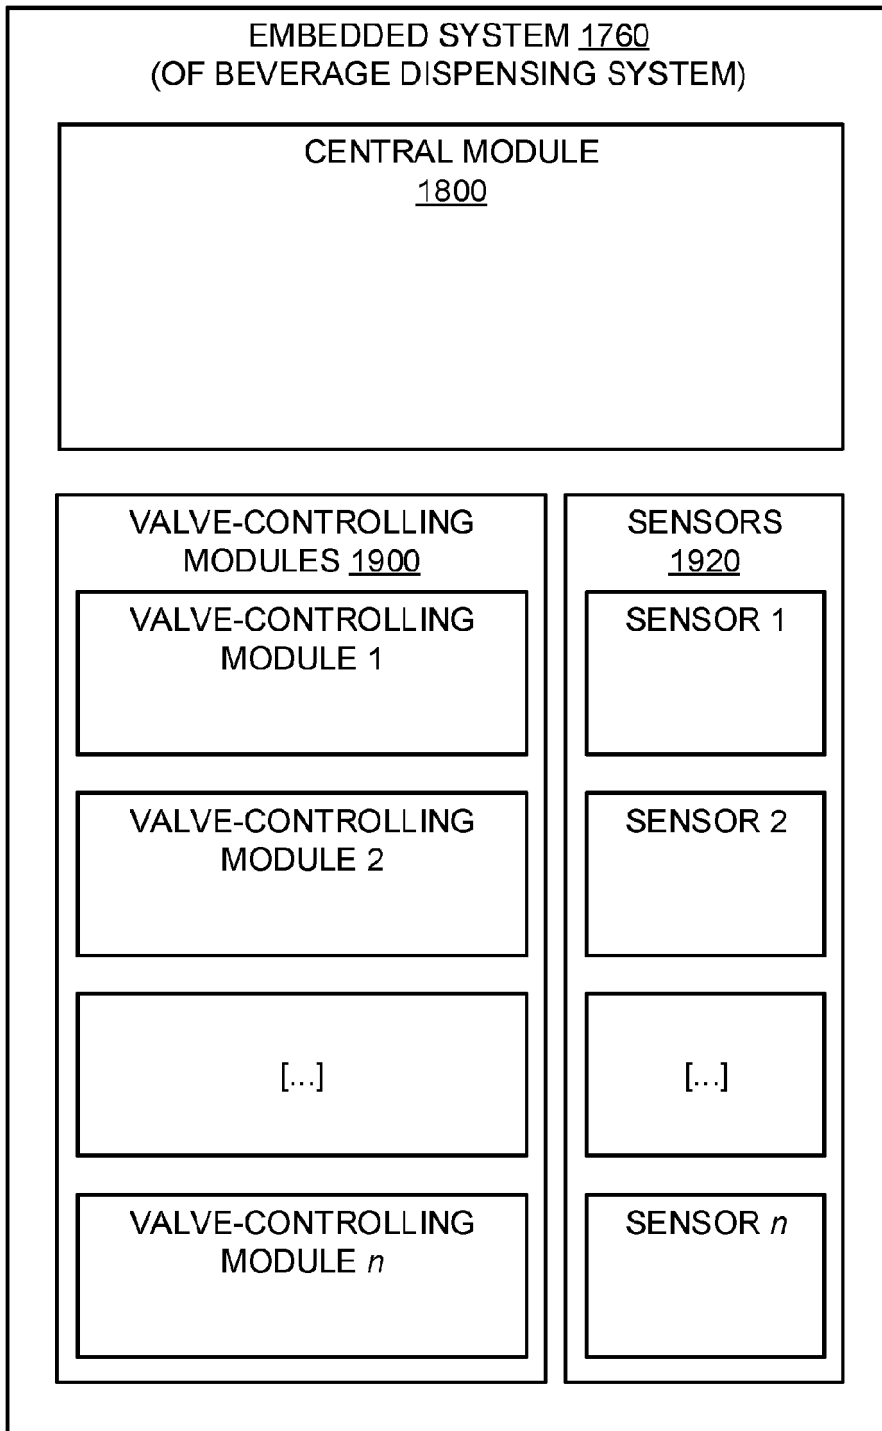 EMBEDDED SYSTEM 1760
(OF BEVERAGE DISPENSING SYSTEM)
CENTRAL MODULE
1800
VALVE-CONTROLLING
MODULES 1900
VALVE-CONTROLLING
MODULE 1
VALVE-CONTROLLING
MODULE 2
[...]
VALVE-CONTROLLING
MODULE n
SENSORS
1920
SENSOR 1
SENSOR 2
[...]
SENSOR n